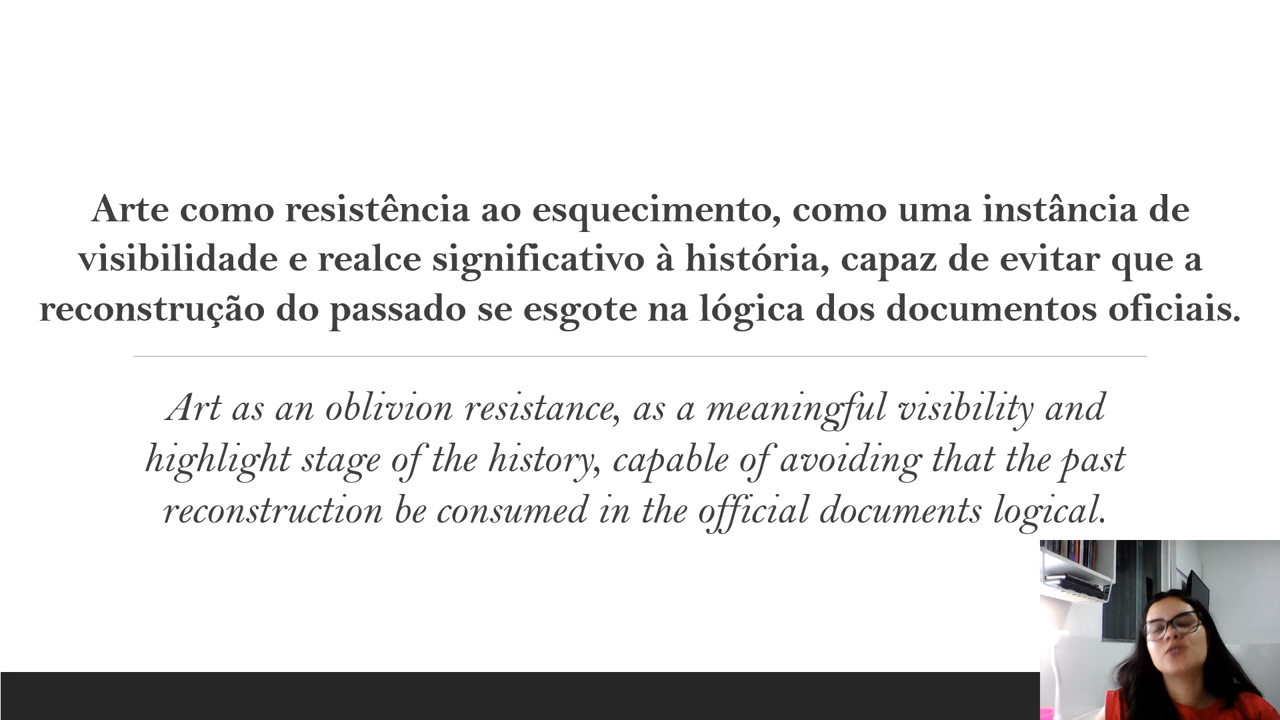 Arte como resistência ao esquecimento, como uma instância de
visibilidade e realce significativo à história, capaz de evitar que a
reconstrução do passado se esgote na lógica dos documentos oficiais.
Art as an oblivion resistance, as a meaningful visibility and
highlight stage of the history, capable of avoiding that the past
reconstruction be consumed in the official documents logical.